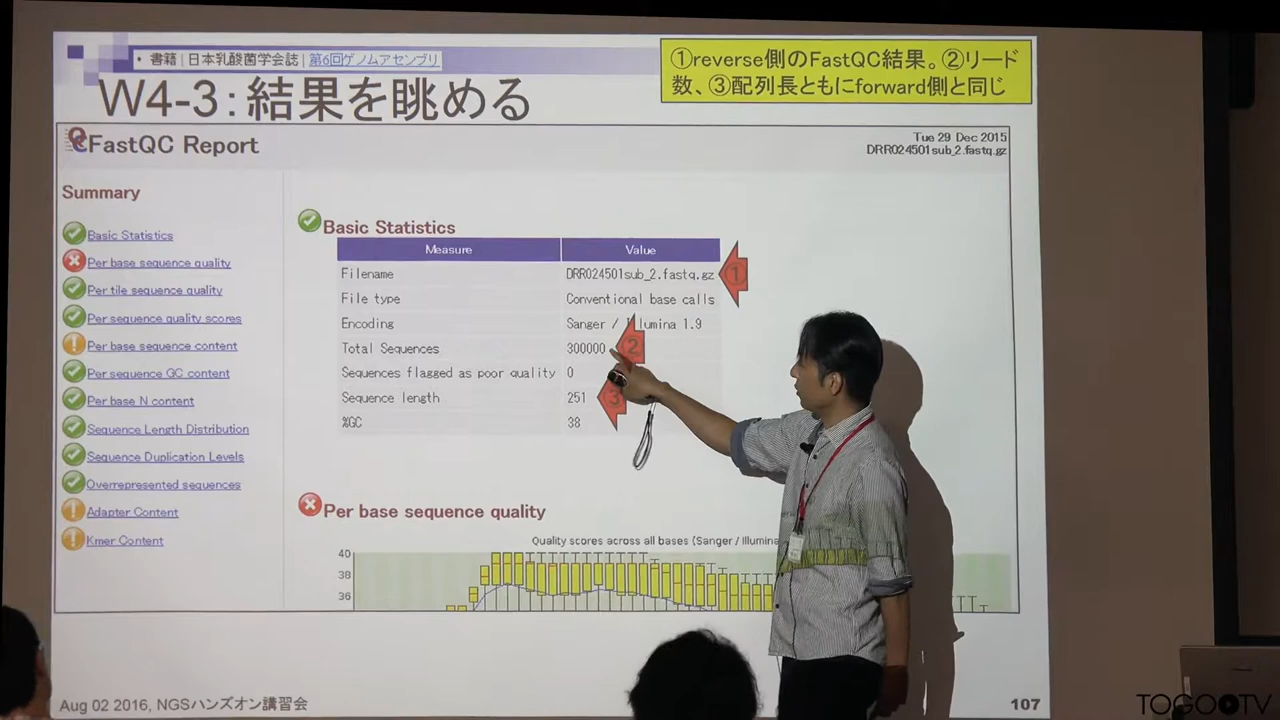 ・書籍｜日本乳酸菌学会誌｜第6回ゲノムアセンブリ
W4-3：結果を眺める
①reverse側のFastQC結果。②リード
数、③配列長ともにforward側と同じ
FastQC Report
Tue 29 Dec 2015
DRR024501sub_2.fastq.gz
Summary
Basic Statistics
Per base sequence quality
Per tile sequence quality
Per sequence quality scores
Per base sequence content
Per sequence GC content
Per base N content
Sequence Length Distribution
Sequence Duplication Levels
Overrepresented sequences
Adapter Content
Kmer Content
Basic Statistics
Measure Value
Filename DRR024501sub_2.fastq.gz ①
File type Conventional base calls
Encoding Sanger / Illumina 1.9
Total Sequences 300000 ②
Sequences flagged as poor quality 0
Sequence length 251 ③
%GC 38
Per base sequence quality
Quality scores across all bases (Sanger / Illumina
40
38
36
Aug 02 2016, NGSハンズオン講習会
107
TOGOTV